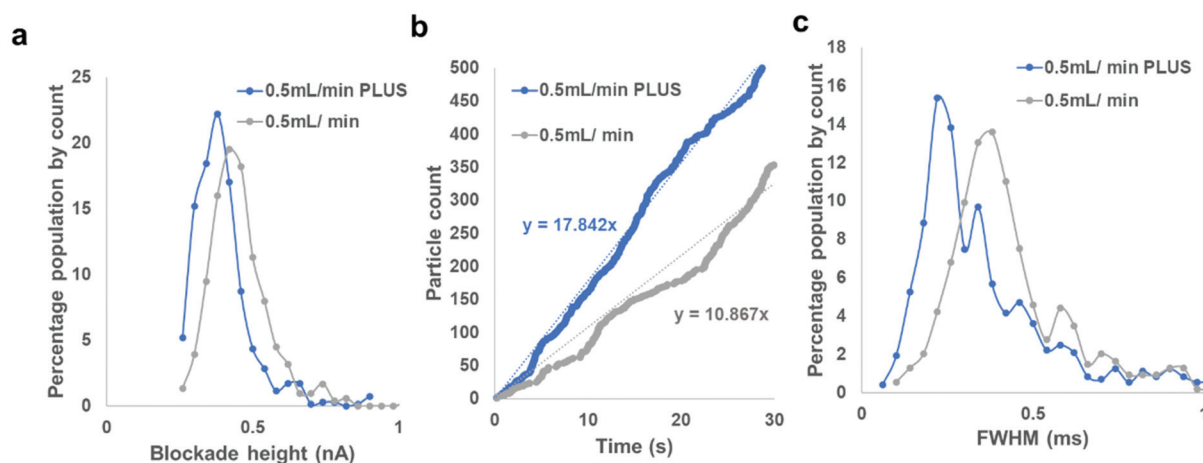 a
25
20
15
10
5
0
0
0.5
1
Percentage population by count
Blockade height (nA)
0.5mL/min PLUS
0.5mL/ min
b
500
450
400
350
300
250
200
150
100
50
0
0
10
20
30
Particle count
Time (s)
0.5mL/min PLUS
0.5mL/ min
y = 17.842x
y = 10.867x
c
18
16
14
12
10
8
6
4
2
0
0
0.5
1
Percentage population by count
FWHM (ms)
0.5mL/ min PLUS
0.5mL/ min